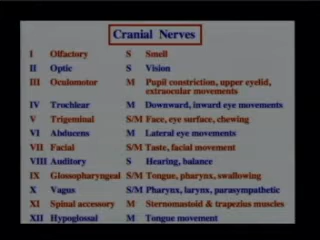 Cranial Nerves
I Olfactory S Smell
II Optic S Vision
III Oculomotor M Pupil constriction, upper eyelid,
extraocular movements
IV Trochlear M Downward, inward eye movements
V Trigeminal S/M Face, eye surface, chewing
VI Abducens M Lateral eye movements
VII Facial S/M Taste, facial movement
VIII Auditory S Hearing, balance
IX Glossopharyngeal S/M Tongue, pharynx, swallowing
X Vagus S/M Pharynx, larynx, parasympathetic
XI Spinal accessory M Sternomastoid & trapezius muscles
XII Hypoglossal M Tongue movement